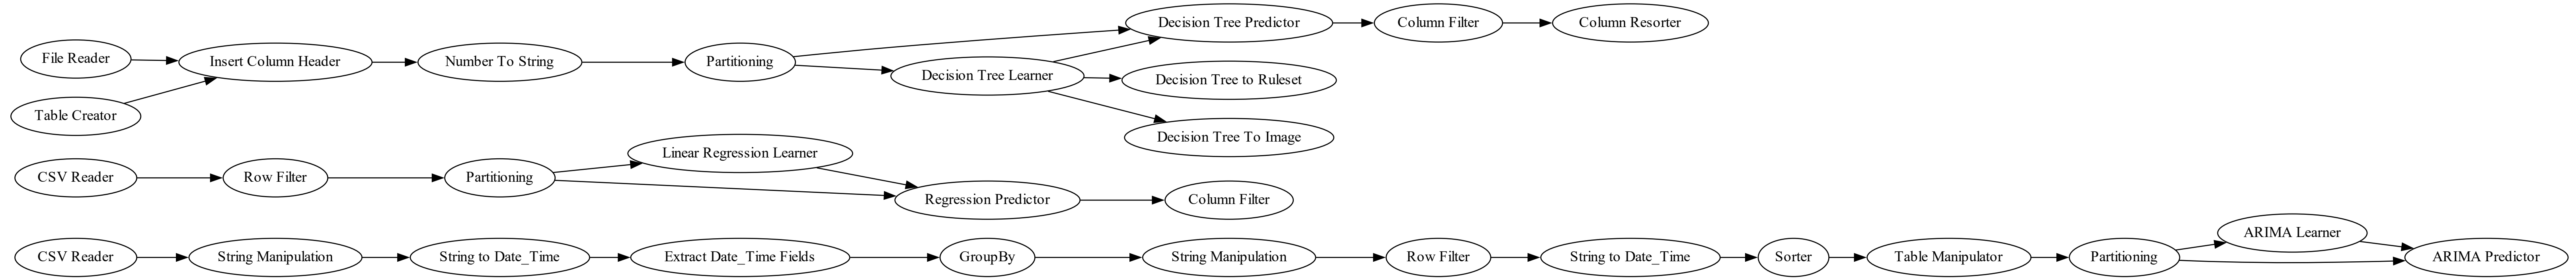 File Reader
Table Creator
Insert Column Header
Number To String
Partitioning
Decision Tree Learner
Decision Tree Predictor
Decision Tree to Ruleset
Decision Tree To Image
Column Filter
Column Resorter
CSV Reader
Row Filter
Partitioning
Linear Regression Learner
Regression Predictor
Column Filter
CSV Reader
String Manipulation
String to Date_Time
Extract Date_Time Fields
GroupBy
String Manipulation
Row Filter
String to Date_Time
Sorter
Table Manipulator
Partitioning
ARIMA Learner
ARIMA Predictor